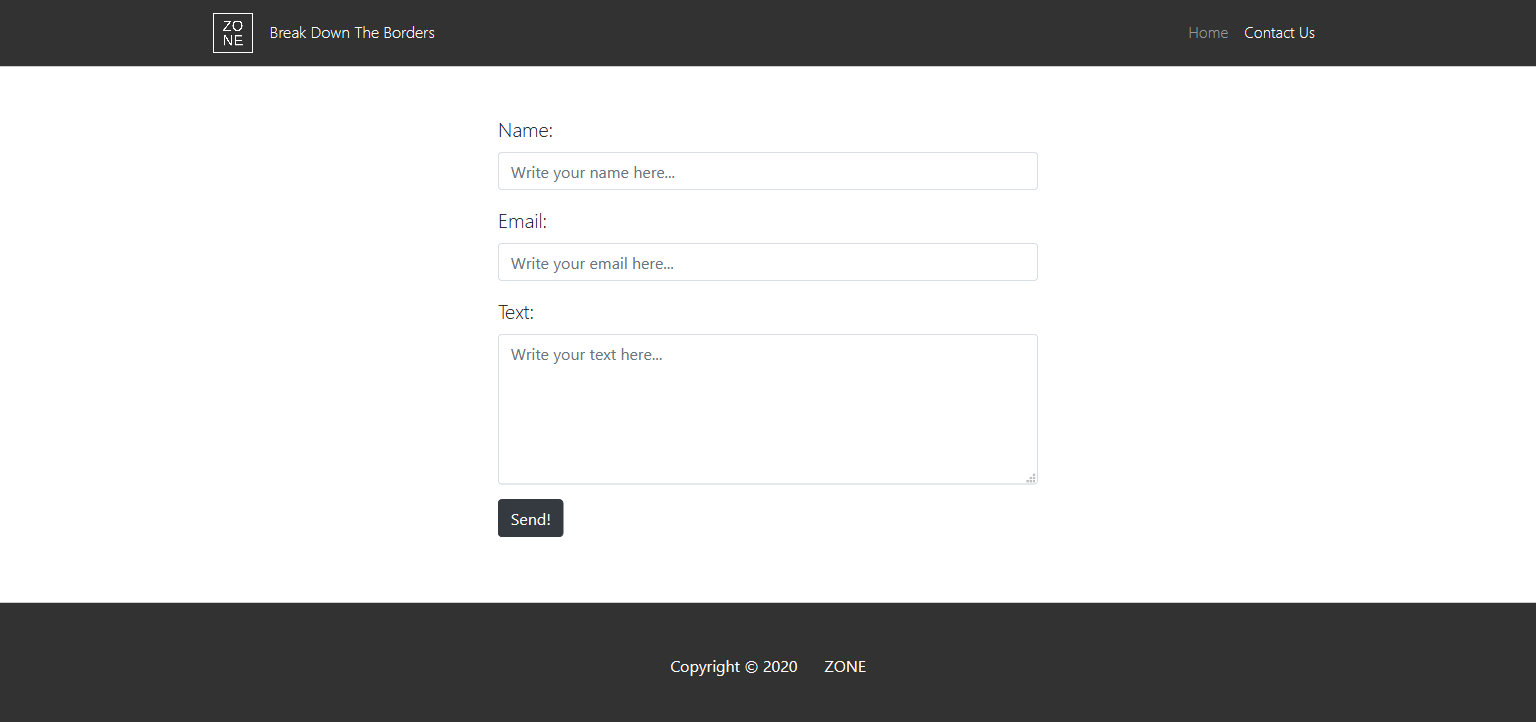 ZO
NE
Break Down The Borders
Home
Contact Us
Name:
Write your name here...
Email:
Write your email here...
Text:
Write your text here...
Send!
Copyright © 2020 ZONE